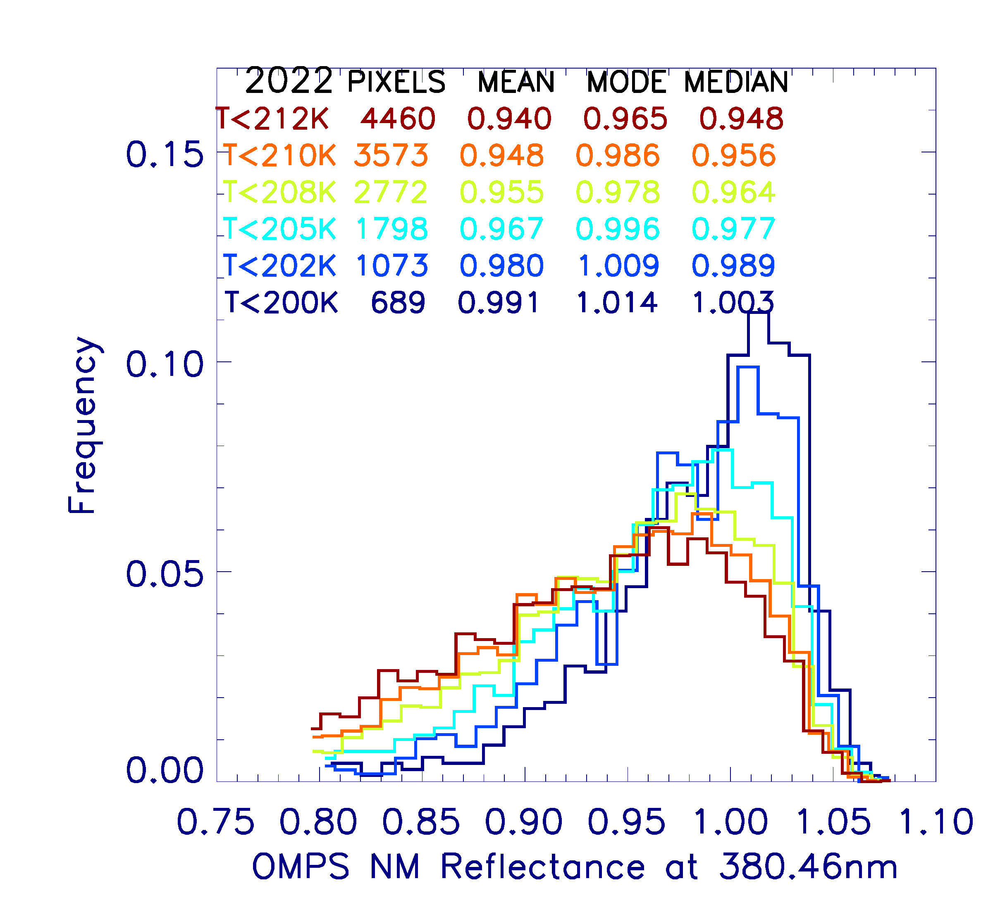 2022 PIXELS MEAN MODE MEDIAN
T<212K 4460 0.940 0.965 0.948
T<210K 3573 0.948 0.986 0.956
T<208K 2772 0.955 0.978 0.964
T<205K 1798 0.967 0.996 0.977
T<202K 1073 0.980 1.009 0.989
T<200K 689 0.991 1.014 1.003
0.15
0.10
0.05
0.00
Frequency
0.75 0.80 0.85 0.90 0.95 1.00 1.05 1.10
OMPS NM Reflectance at 380.46nm